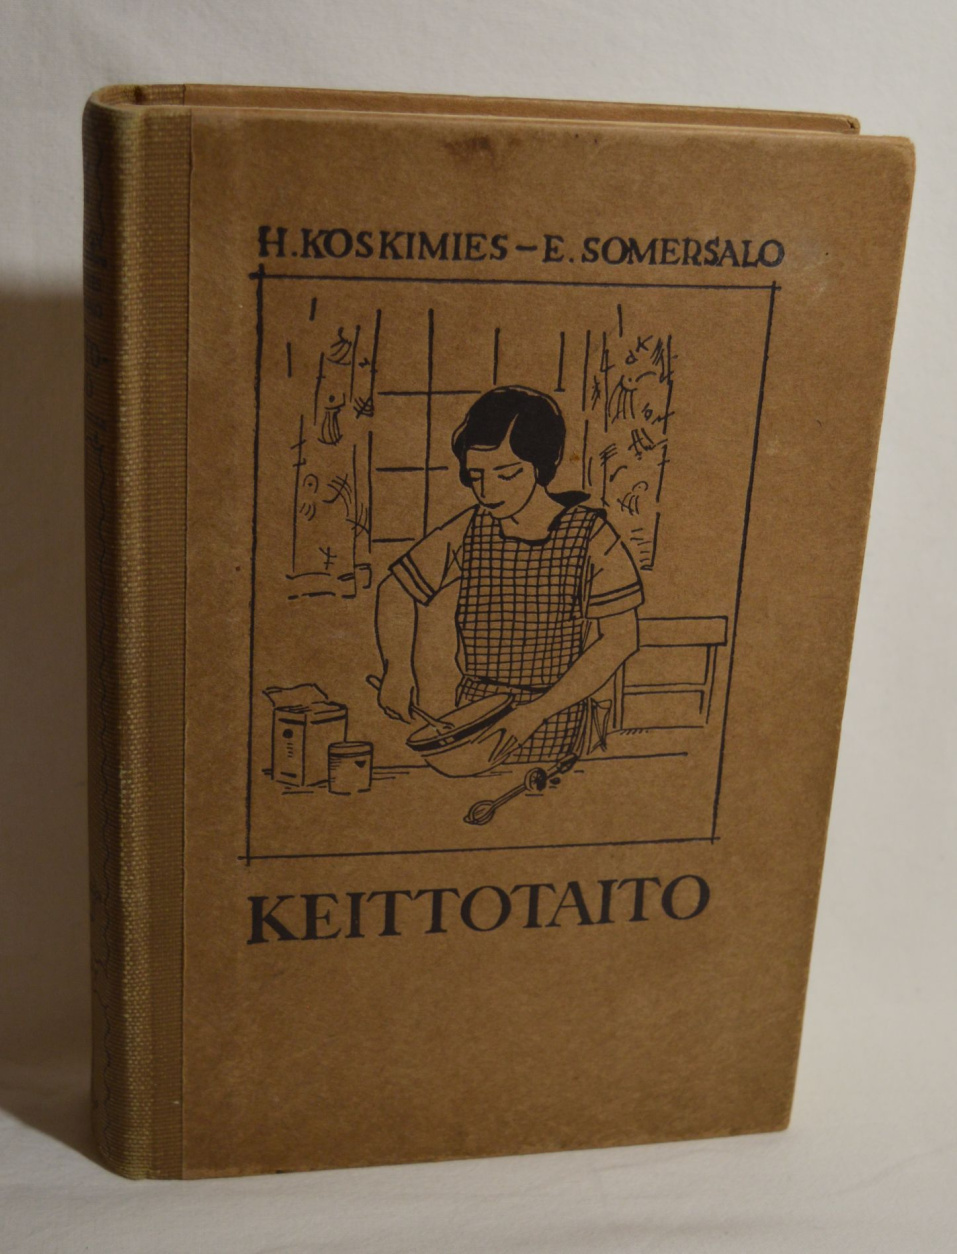 H. KOSKIMIES – E. SOMERSALO
KEITTOTAITO